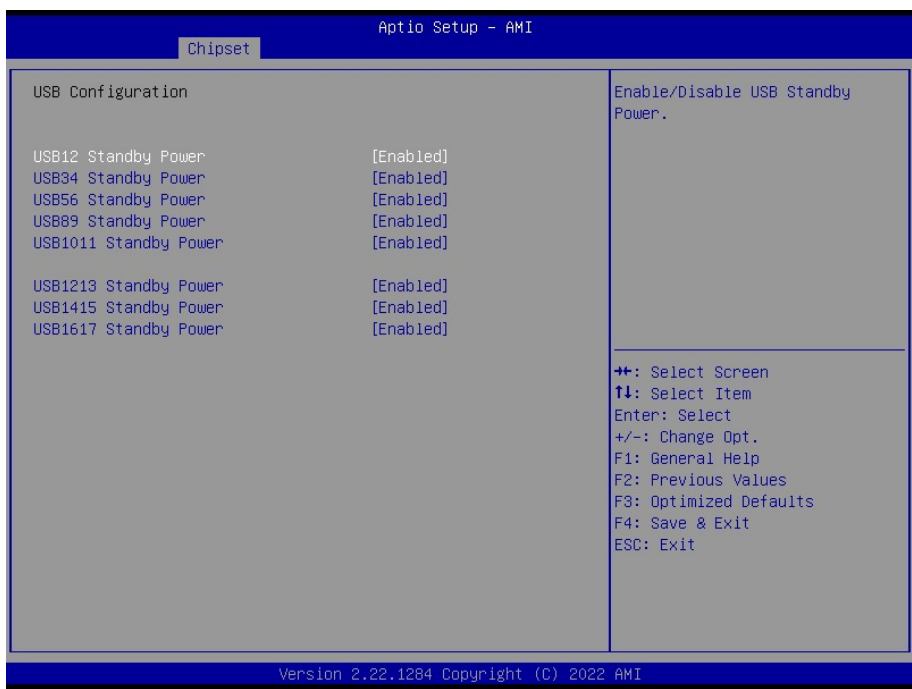 Aptio Setup – AMI
Chipset
USB Configuration
USB12 Standby Power [Enabled]
USB34 Standby Power [Enabled]
USB56 Standby Power [Enabled]
USB89 Standby Power [Enabled]
USB1011 Standby Power [Enabled]
USB1213 Standby Power [Enabled]
USB1415 Standby Power [Enabled]
USB1617 Standby Power [Enabled]
Enable/Disable USB Standby
Power.
→←: Select Screen
↑↓: Select Item
Enter: Select
+/-: Change Opt.
F1: General Help
F2: Previous Values
F3: Optimized Defaults
F4: Save & Exit
ESC: Exit
Version 2.22.1284 Copyright (C) 2022 AMI